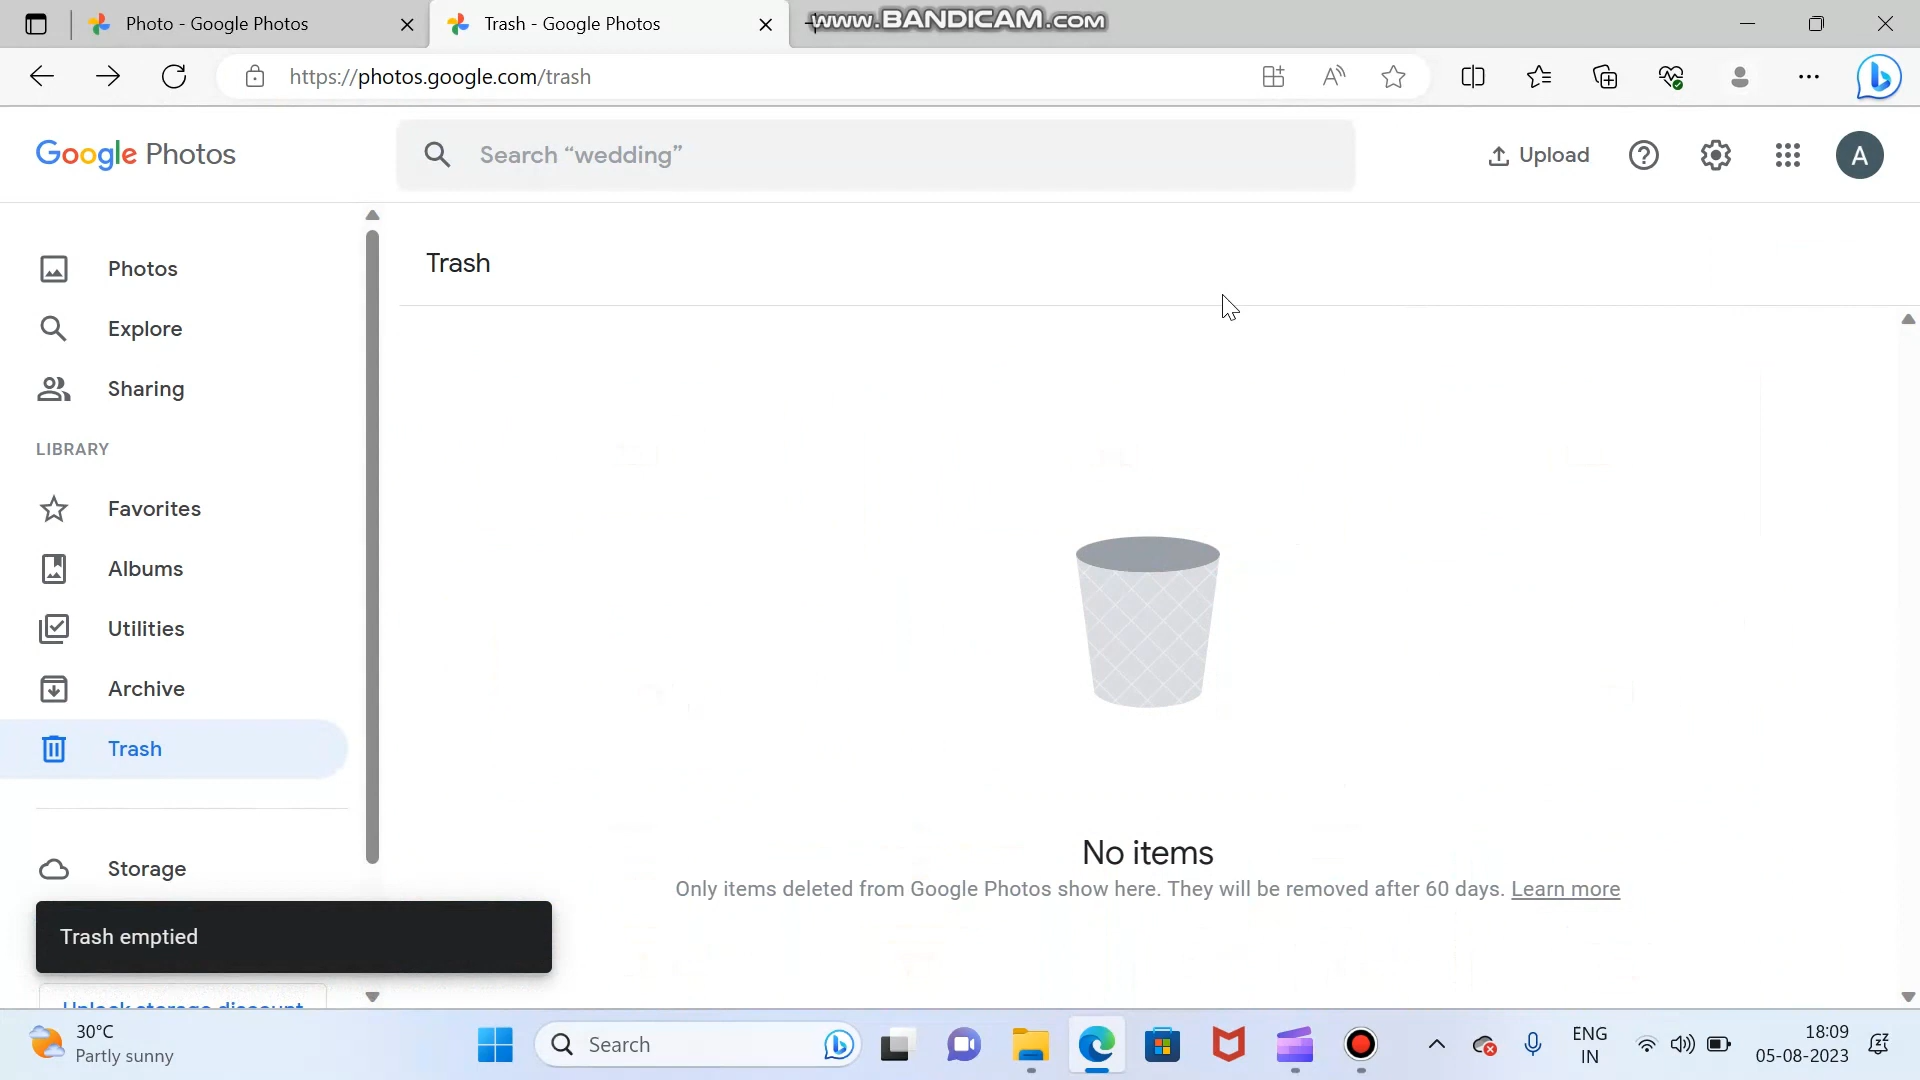 Photo - Google Photos
Trash - Google Photos
www.BANDICAM.com
https://photos.google.com/trash
Google Photos
Search “wedding”
Upload
A
Photos
Explore
Sharing
LIBRARY
Favorites
Albums
Utilities
Archive
Trash
Storage
Trash
No items
Only items deleted from Google Photos show here. They will be removed after 60 days. Learn more
Trash emptied
Unlock storage discount
30°C
Partly sunny
Search
ENG
IN
18:09
05-08-2023